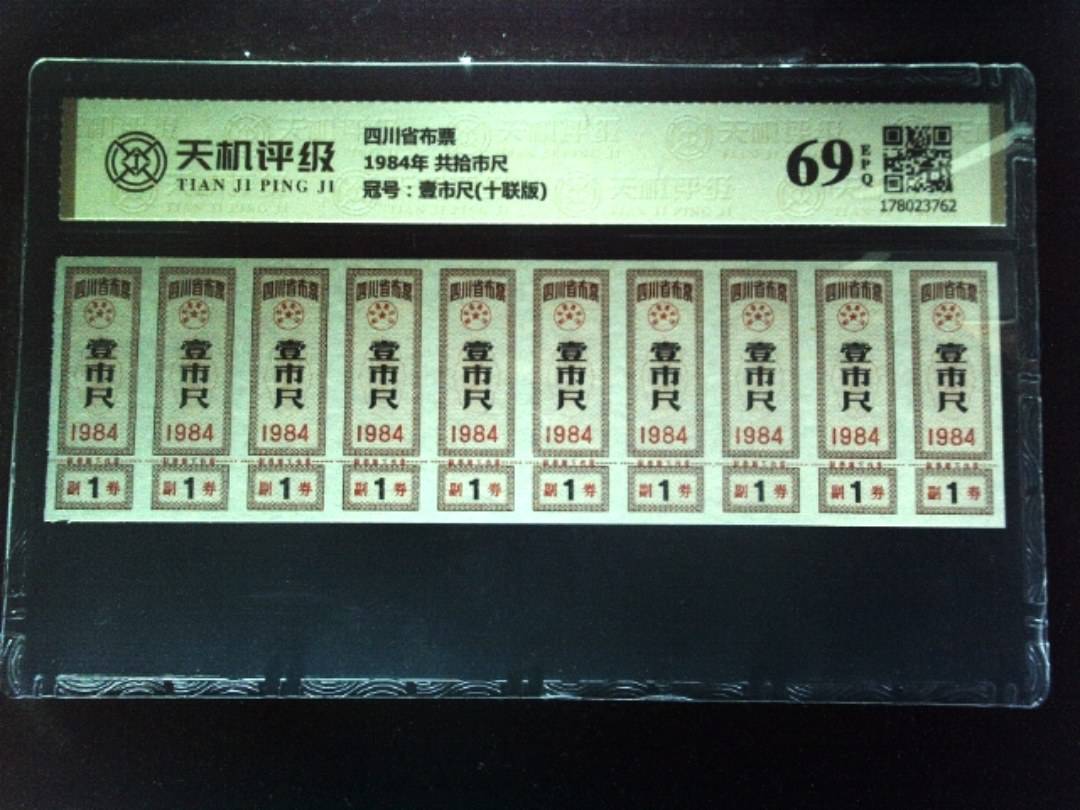 天机评级
TIAN JI PING JI
四川省布票
1984年 共拾市尺
冠号：壹市尺(十联版)
69
EPQ
178023762
四川省布票 四川省布票 四川省布票 四川省布票 四川省布票 四川省布票 四川省布票 四川省布票 四川省布票 四川省布票
壹市尺 壹市尺 壹市尺 壹市尺 壹市尺 壹市尺 壹市尺 壹市尺 壹市尺 壹市尺
1984 1984 1984 1984 1984 1984 1984 1984 1984 1984
副1券 副1券 副1券 副1券 副1券 副1券 副1券 副1券 副1券 副1券